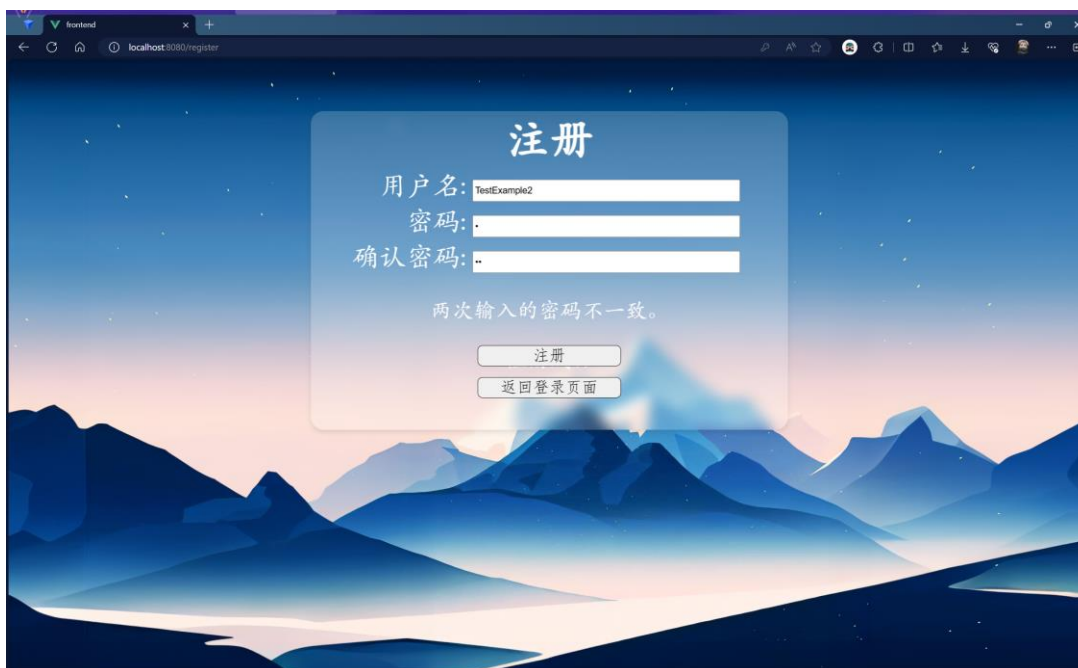 frontend
localhost:8080/register
注册
用户名: TestExample2
密码:
确认密码:
两次输入的密码不一致。
注册
返回登录页面